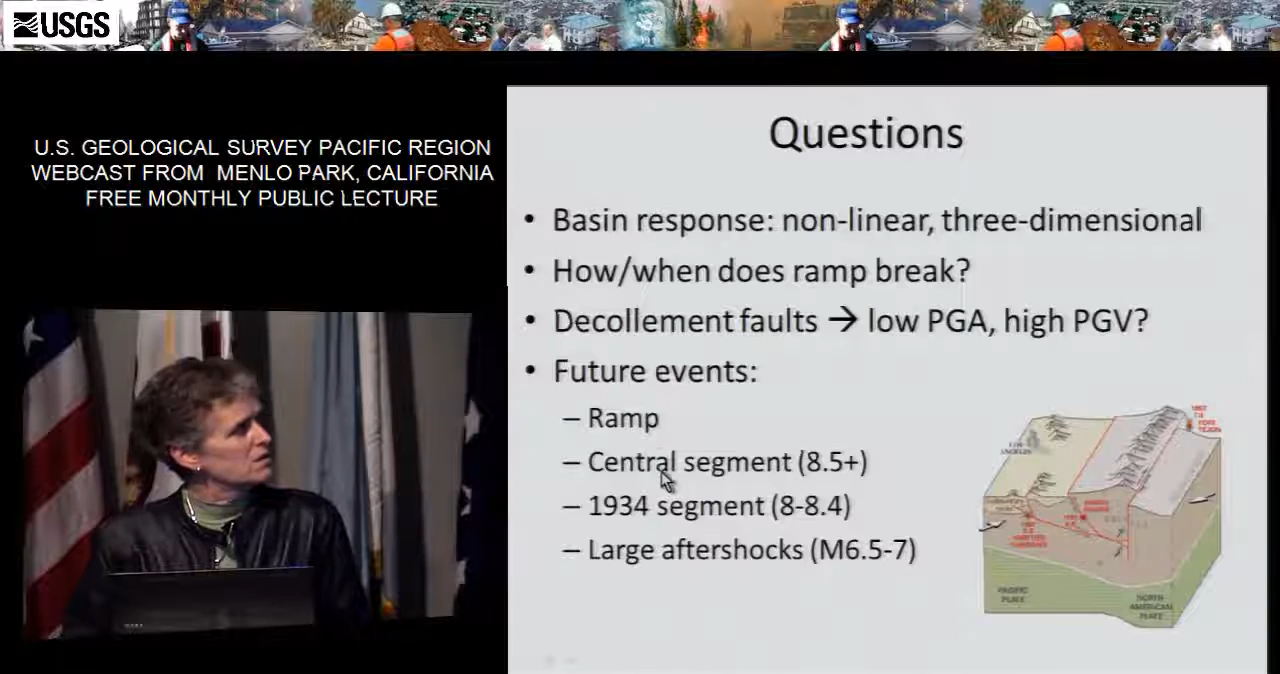 USGS
U.S. GEOLOGICAL SURVEY PACIFIC REGION
WEBCAST FROM MENLO PARK, CALIFORNIA
FREE MONTHLY PUBLIC LECTURE
Questions
• Basin response: non-linear, three-dimensional
• How/when does ramp break?
• Decollement faults → low PGA, high PGV?
• Future events:
– Ramp
– Central segment (8.5+)
– 1934 segment (8-8.4)
– Large aftershocks (M6.5-7)
LOS
ANGELES
PACIFIC
PLATE
NORTH
AMERICAN
PLATE